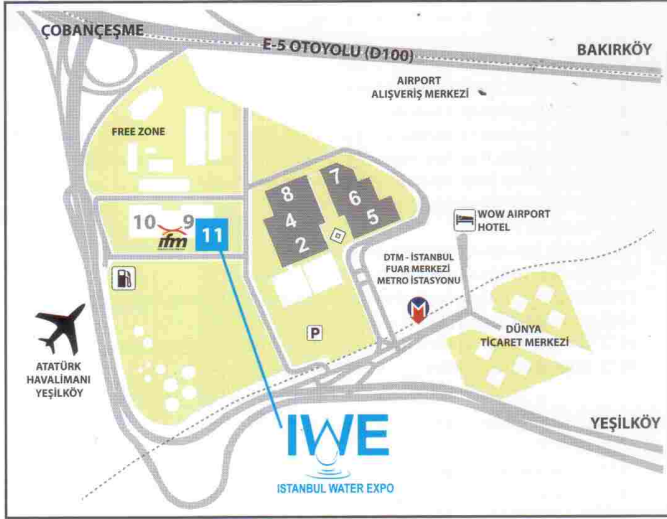 ÇOBANÇEŞME
E-5 OTOYOLU (D100)
BAKIRKÖY
AIRPORT
ALIŞVERİŞ MERKEZİ
FREE ZONE
8
7
4
6
2
5
10
9
ifm
11
WOW AIRPORT
HOTEL
DTM - İSTANBUL
FUAR MERKEZİ
METRO İSTASYONU
M
P
DÜNYA
TİCARET MERKEZİ
ATATÜRK
HAVALİMANI
YEŞİLKÖY
YEŞİLKÖY
IWE
ISTANBUL WATER EXPO